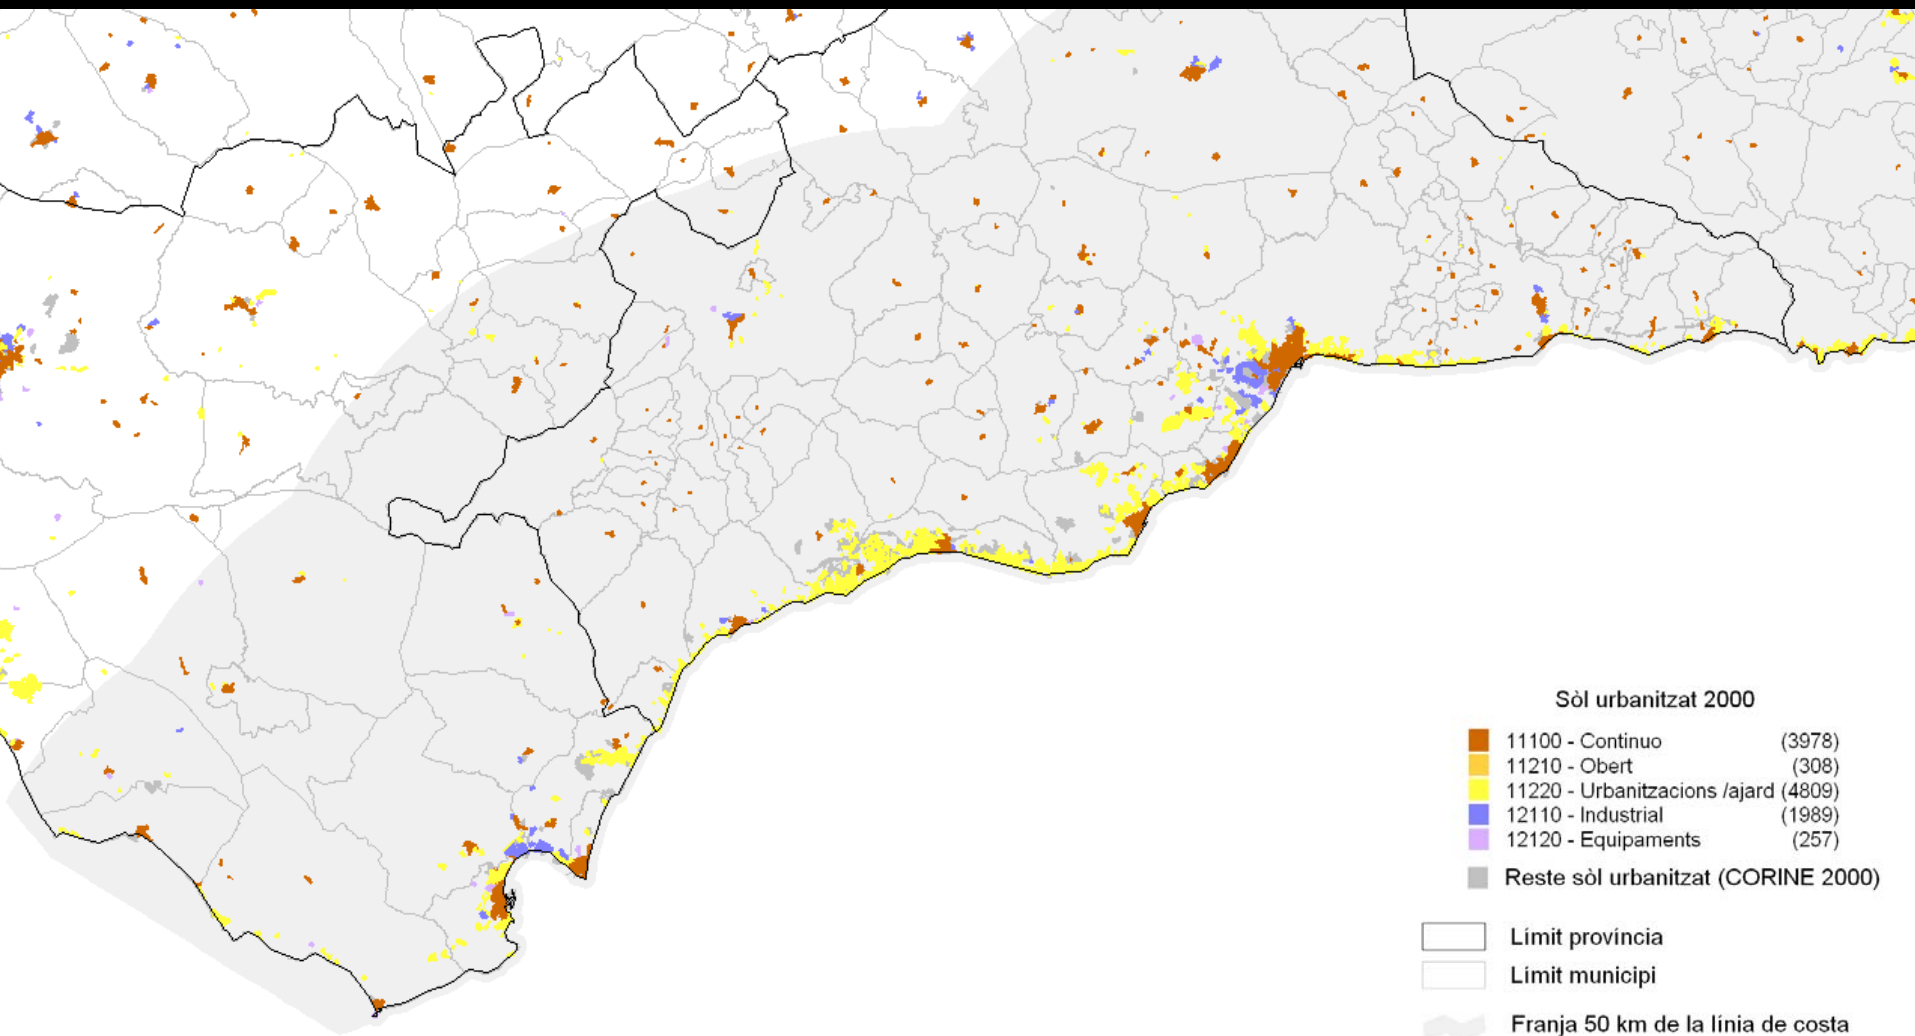 Sòl urbanitzat 2000
11100 - Continuo (3978)
11210 - Obert (308)
11220 - Urbanitzacions /ajard (4809)
12110 - Industrial (1989)
12120 - Equipaments (257)
Reste sòl urbanitzat (CORINE 2000)
Límit província
Límit municipi
Franja 50 km de la línia de costa